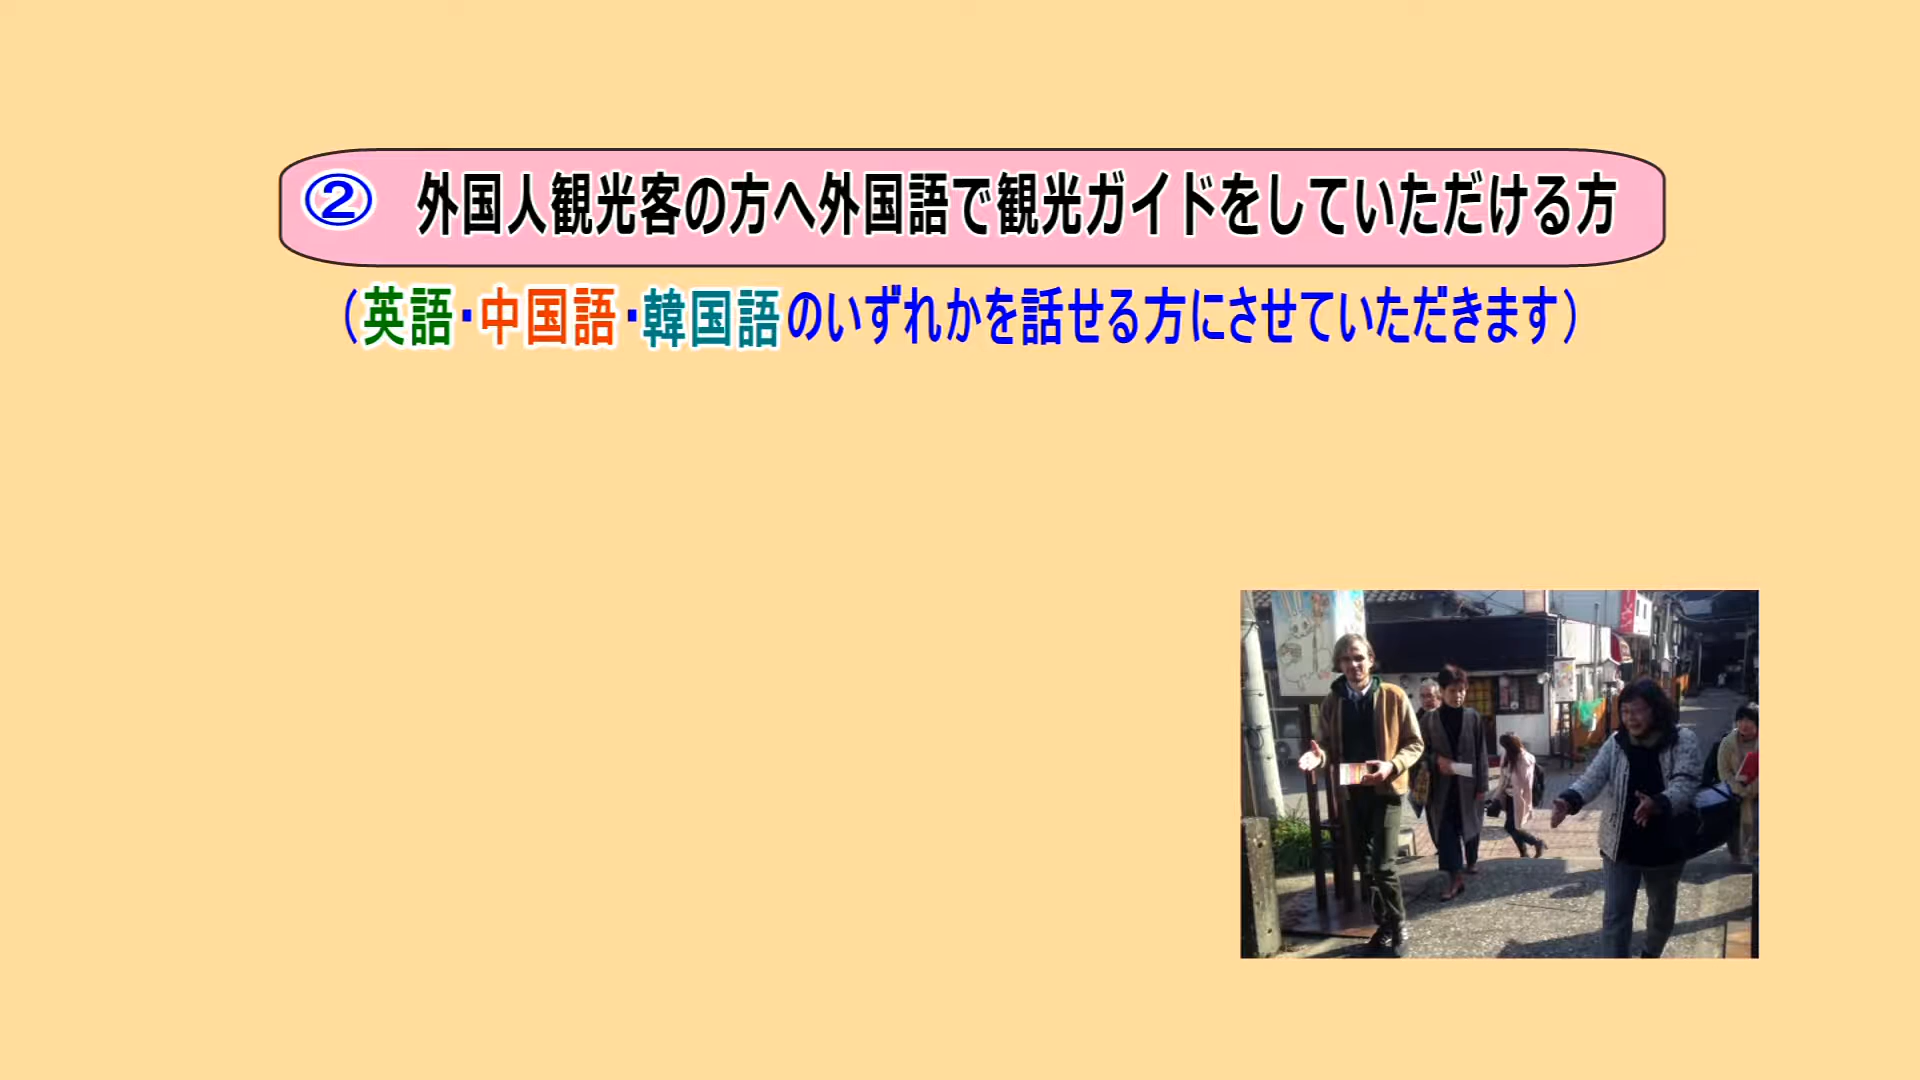 ② 外国人観光客の方へ外国語で観光ガイドをしていただける方
（英語・中国語・韓国語のいずれかを話せる方にさせていただきます）